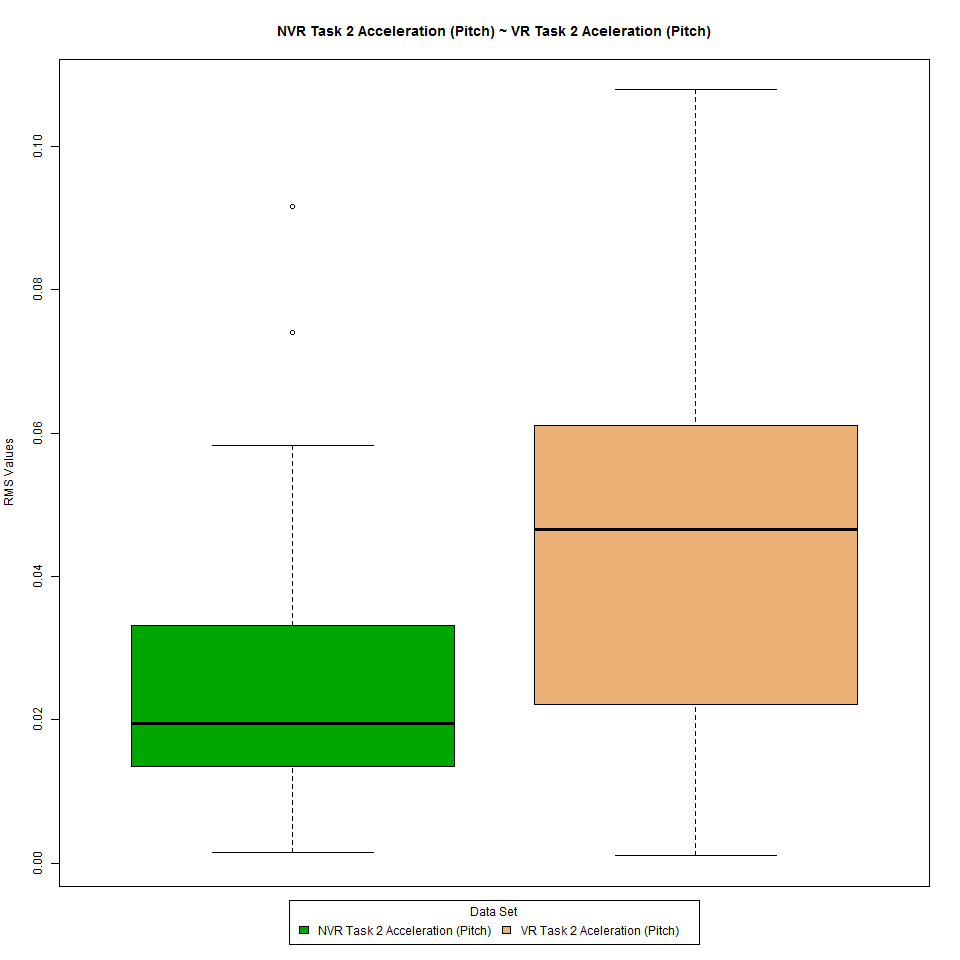 NVR Task 2 Acceleration (Pitch) ~ VR Task 2 Aceleration (Pitch)
RMS Values
0.10
0.08
0.06
0.04
0.02
0.00
Data Set
NVR Task 2 Acceleration (Pitch) VR Task 2 Aceleration (Pitch)